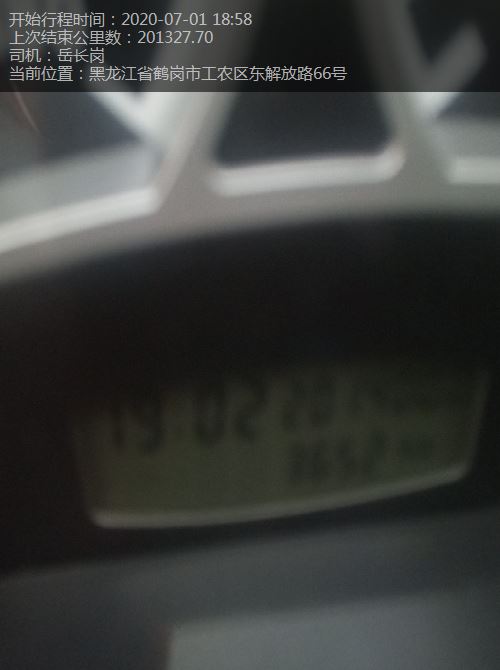 开始行程时间：2020-07-01 18:58
上次结束公里数：201327.70
司机：岳长岗
当前位置：黑龙江省鹤岗市工农区东解放路66号
19:02